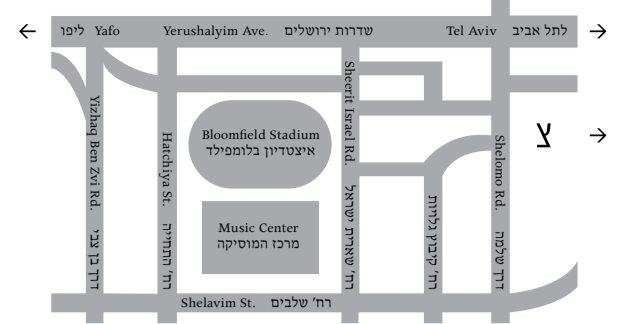 ← ליפו Yafo Yerushalyim Ave. שדרות ירושלים Tel Aviv לתל אביב →
Yizhaq Ben Zvi Rd. דרך בן צבי
Hatchiya St. רח' התחייה
Bloomfield Stadium
איצטדיון בלומפילד
Music Center
מרכז המוסיקה
Sheerit Israel Rd. רח' שארית ישראל
רח' קיבוץ גלויות
Shelomo Rd. דרך שלמה
צ →
Shelavim St. רח' שלבים